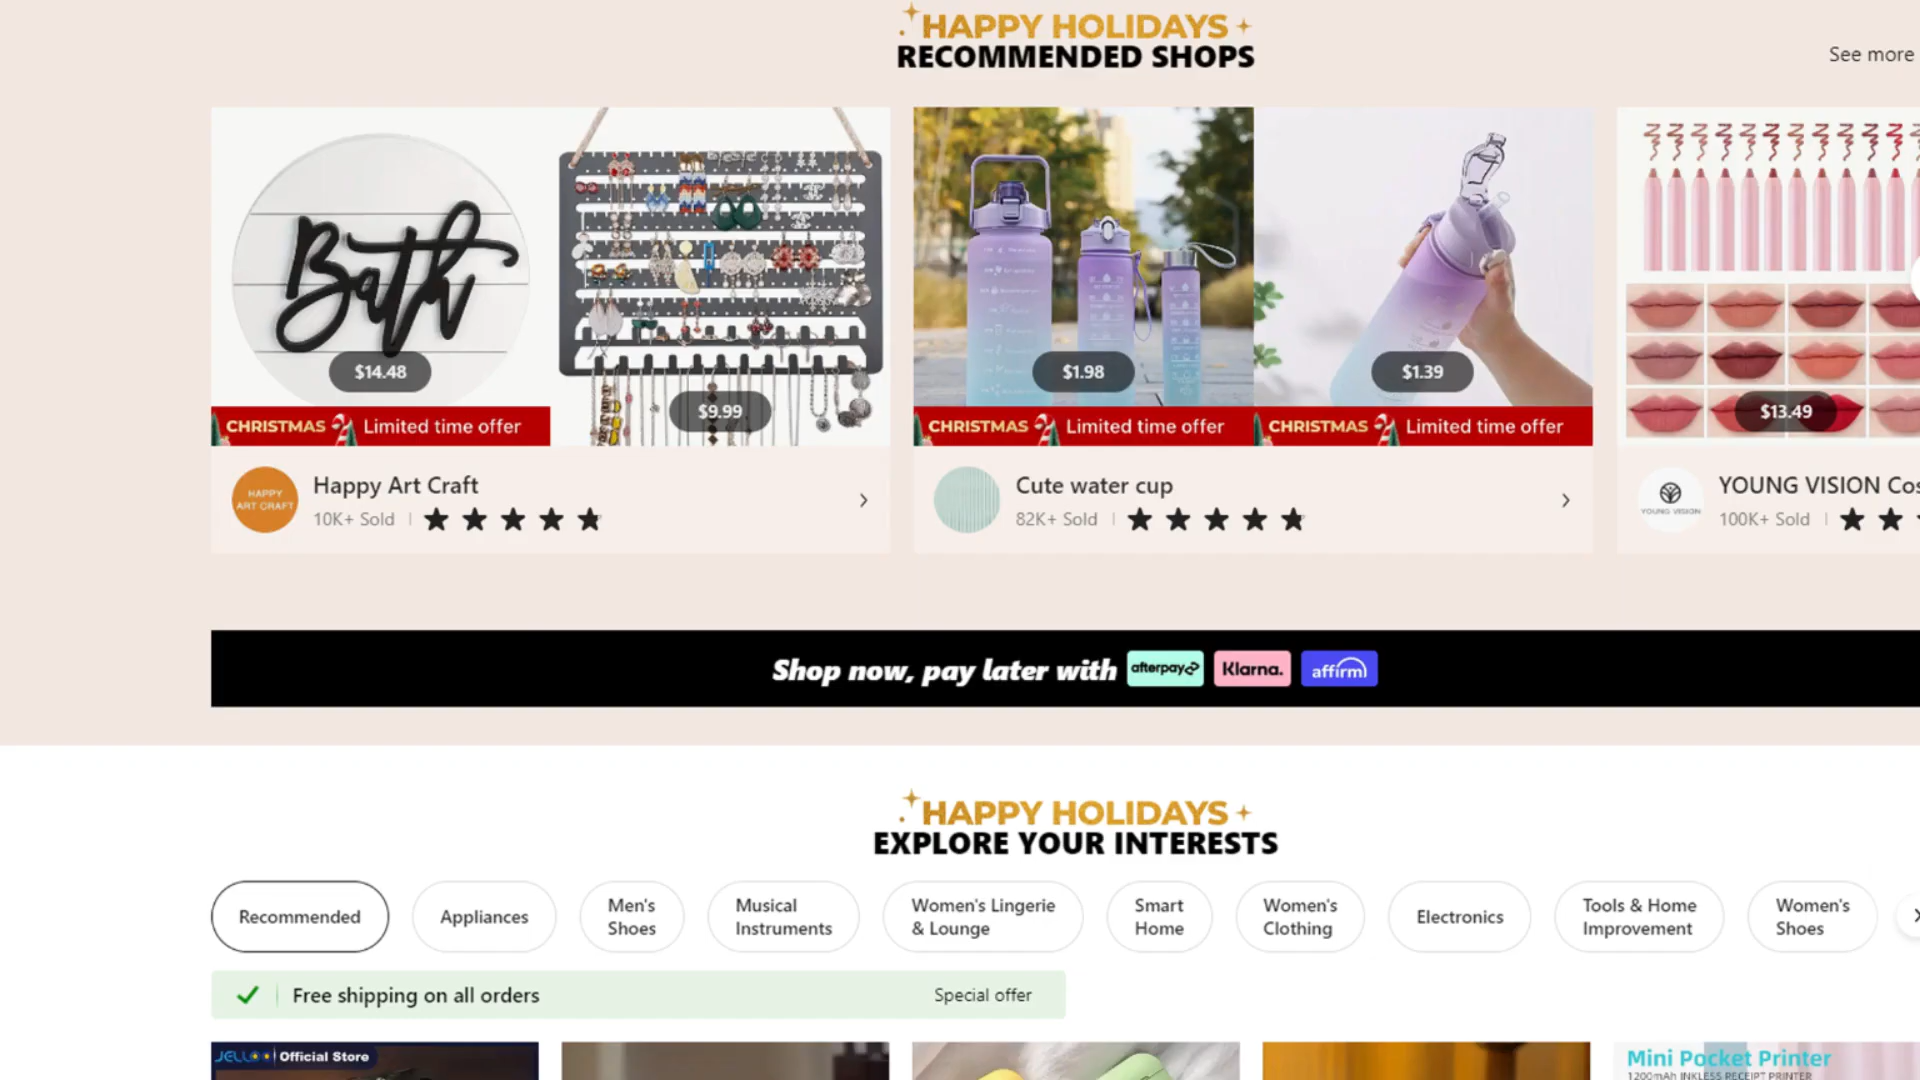 HAPPY HOLIDAYS
RECOMMENDED SHOPS
See more
Bath
$14.48
$9.99
$1.98
$1.39
$13.49
CHRISTMAS Limited time offer
CHRISTMAS Limited time offer
CHRISTMAS Limited time offer
HAPPY
ART CRAFT
Happy Art Craft
10K+ Sold
Cute water cup
82K+ Sold
YOUNG VISION
YOUNG VISION Cos
100K+ Sold
Shop now, pay later with afterpay Klarna. affirm
HAPPY HOLIDAYS
EXPLORE YOUR INTERESTS
Recommended
Appliances
Men's
Shoes
Musical
Instruments
Women's Lingerie
& Lounge
Smart
Home
Women's
Clothing
Electronics
Tools & Home
Improvement
Women's
Shoes
Free shipping on all orders
Special offer
Official Store
Mini Pocket Printer
1200mAh INKLESS RECEIPT PRINTER